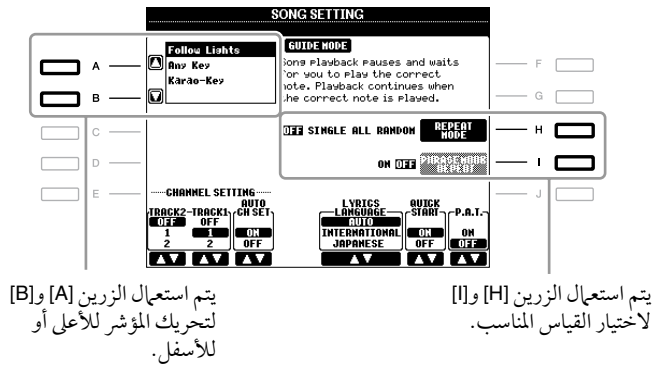 SONG SETTING
Follow Lights
Any Key
Karao-Key
GUIDE MODE
Song Playback Pauses and waits
for you to Play the correct
note. Playback continues when
the correct note is Played.
A
B
C
D
E
F
G
H
I
J
OFF SINGLE ALL RANDOM REPEAT MODE
ON OFF PHRASE MARK REPEAT
CHANNEL SETTING
TRACK2 TRACK1 AUTO CH SET
OFF OFF
1 1 ON
2 2 OFF
LYRICS LANGUAGE QUICK START P.A.T.
AUTO
INTERNATIONAL ON ON
JAPANESE OFF OFF
يتم استعمال الزرين [A] و[B]
لتحريك المؤشر للأعلى أو
للأسفل.
يتم استعمال الزرين [H] و[I]
لاختيار القياس المناسب.